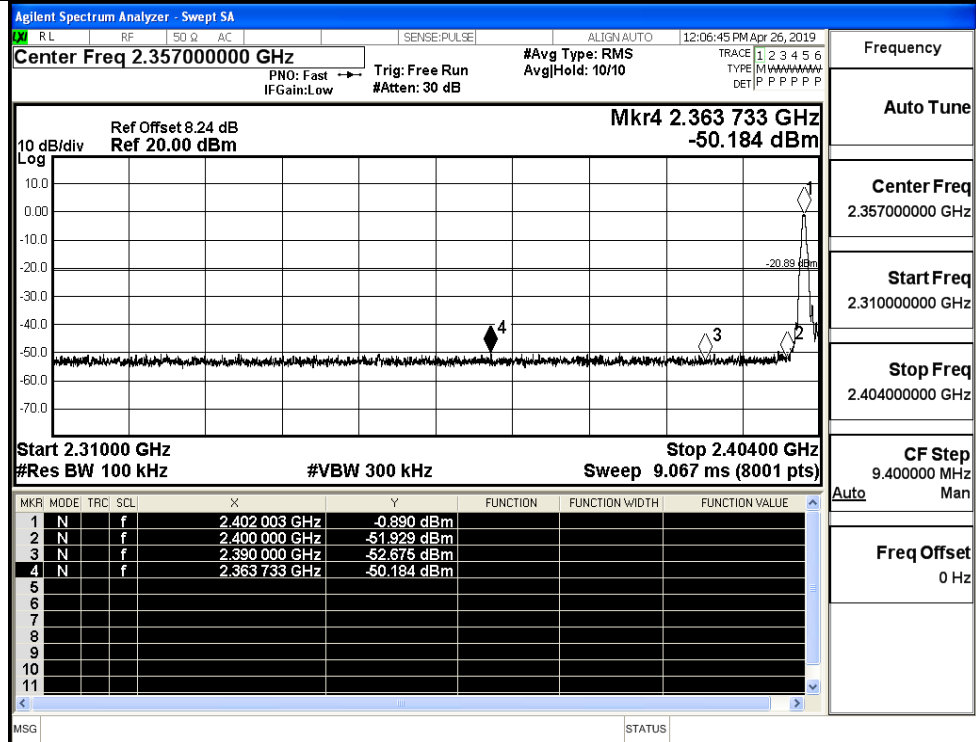 Agilent Spectrum Analyzer - Swept SA
LXI RL RF 50 Ω AC SENSE:PULSE ALIGN AUTO 12:06:45 PM Apr 26, 2019
Center Freq 2.357000000 GHz
PNO: Fast
IFGain:Low
Trig: Free Run
#Atten: 30 dB
#Avg Type: RMS
Avg|Hold: 10/10
TRACE 1 2 3 4 5 6
TYPE M WWWWW
DET P P P P P P
Mkr4 2.363 733 GHz
-50.184 dBm
Ref Offset 8.24 dB
10 dB/div Ref 20.00 dBm
Log
10.0
0.00
-10.0
-20.0
-30.0
-40.0
-50.0
-60.0
-70.0
1
-20.89 dBm
4
3
2
Start 2.31000 GHz Stop 2.40400 GHz
#Res BW 100 kHz #VBW 300 kHz Sweep 9.067 ms (8001 pts)
MKR MODE TRC SCL X Y FUNCTION FUNCTION WIDTH FUNCTION VALUE
1 N f 2.402 003 GHz -0.890 dBm
2 N f 2.400 000 GHz -51.929 dBm
3 N f 2.390 000 GHz -52.675 dBm
4 N f 2.363 733 GHz -50.184 dBm
5
6
7
8
9
10
11
MSG STATUS
Frequency
Auto Tune
Center Freq
2.357000000 GHz
Start Freq
2.310000000 GHz
Stop Freq
2.404000000 GHz
CF Step
9.400000 MHz
Auto Man
Freq Offset
0 Hz